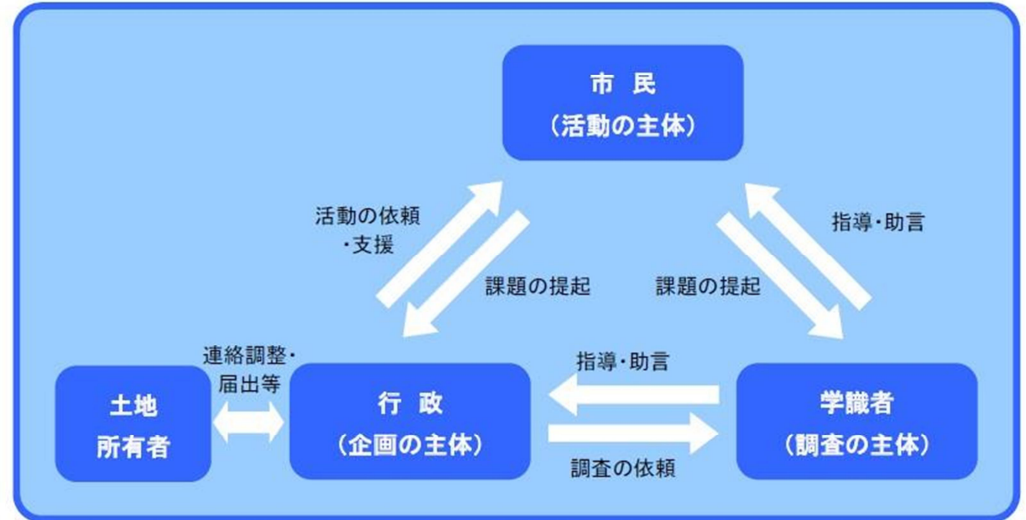 市 民
（活動の主体）
活動の依頼
・支援
指導・助言
課題の提起
課題の提起
連絡調整・
届出等
指導・助言
土地
所有者
行 政
（企画の主体）
学識者
（調査の主体）
調査の依頼